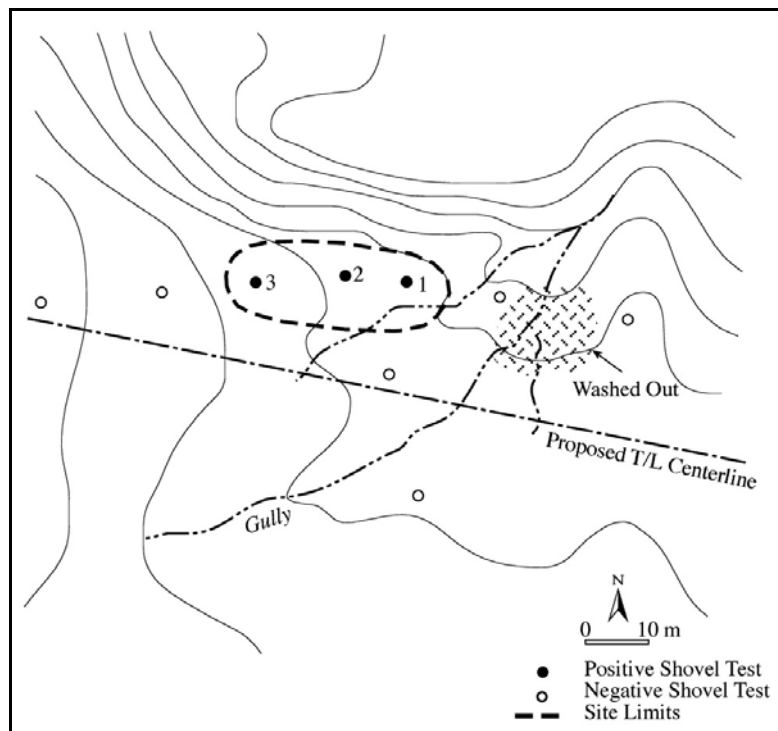 3
2
1
Washed Out
Proposed T/L Centerline
Gully
N
0 10 m
Positive Shovel Test
Negative Shovel Test
Site Limits